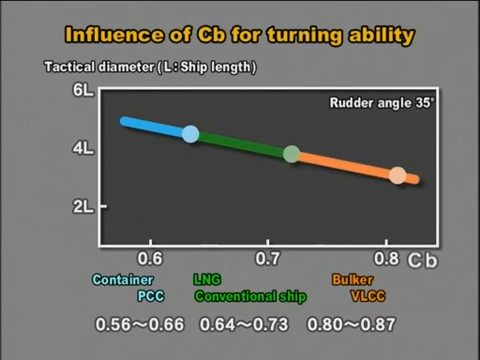 Influence of Cb for turning ability
Tactical diameter (L:Ship length)
6L
Rudder angle 35°
4L
2L
0.6 0.7 0.8 Cb
Container LNG Bulker
PCC Conventional ship VLCC
0.56～0.66 0.64～0.73 0.80～0.87